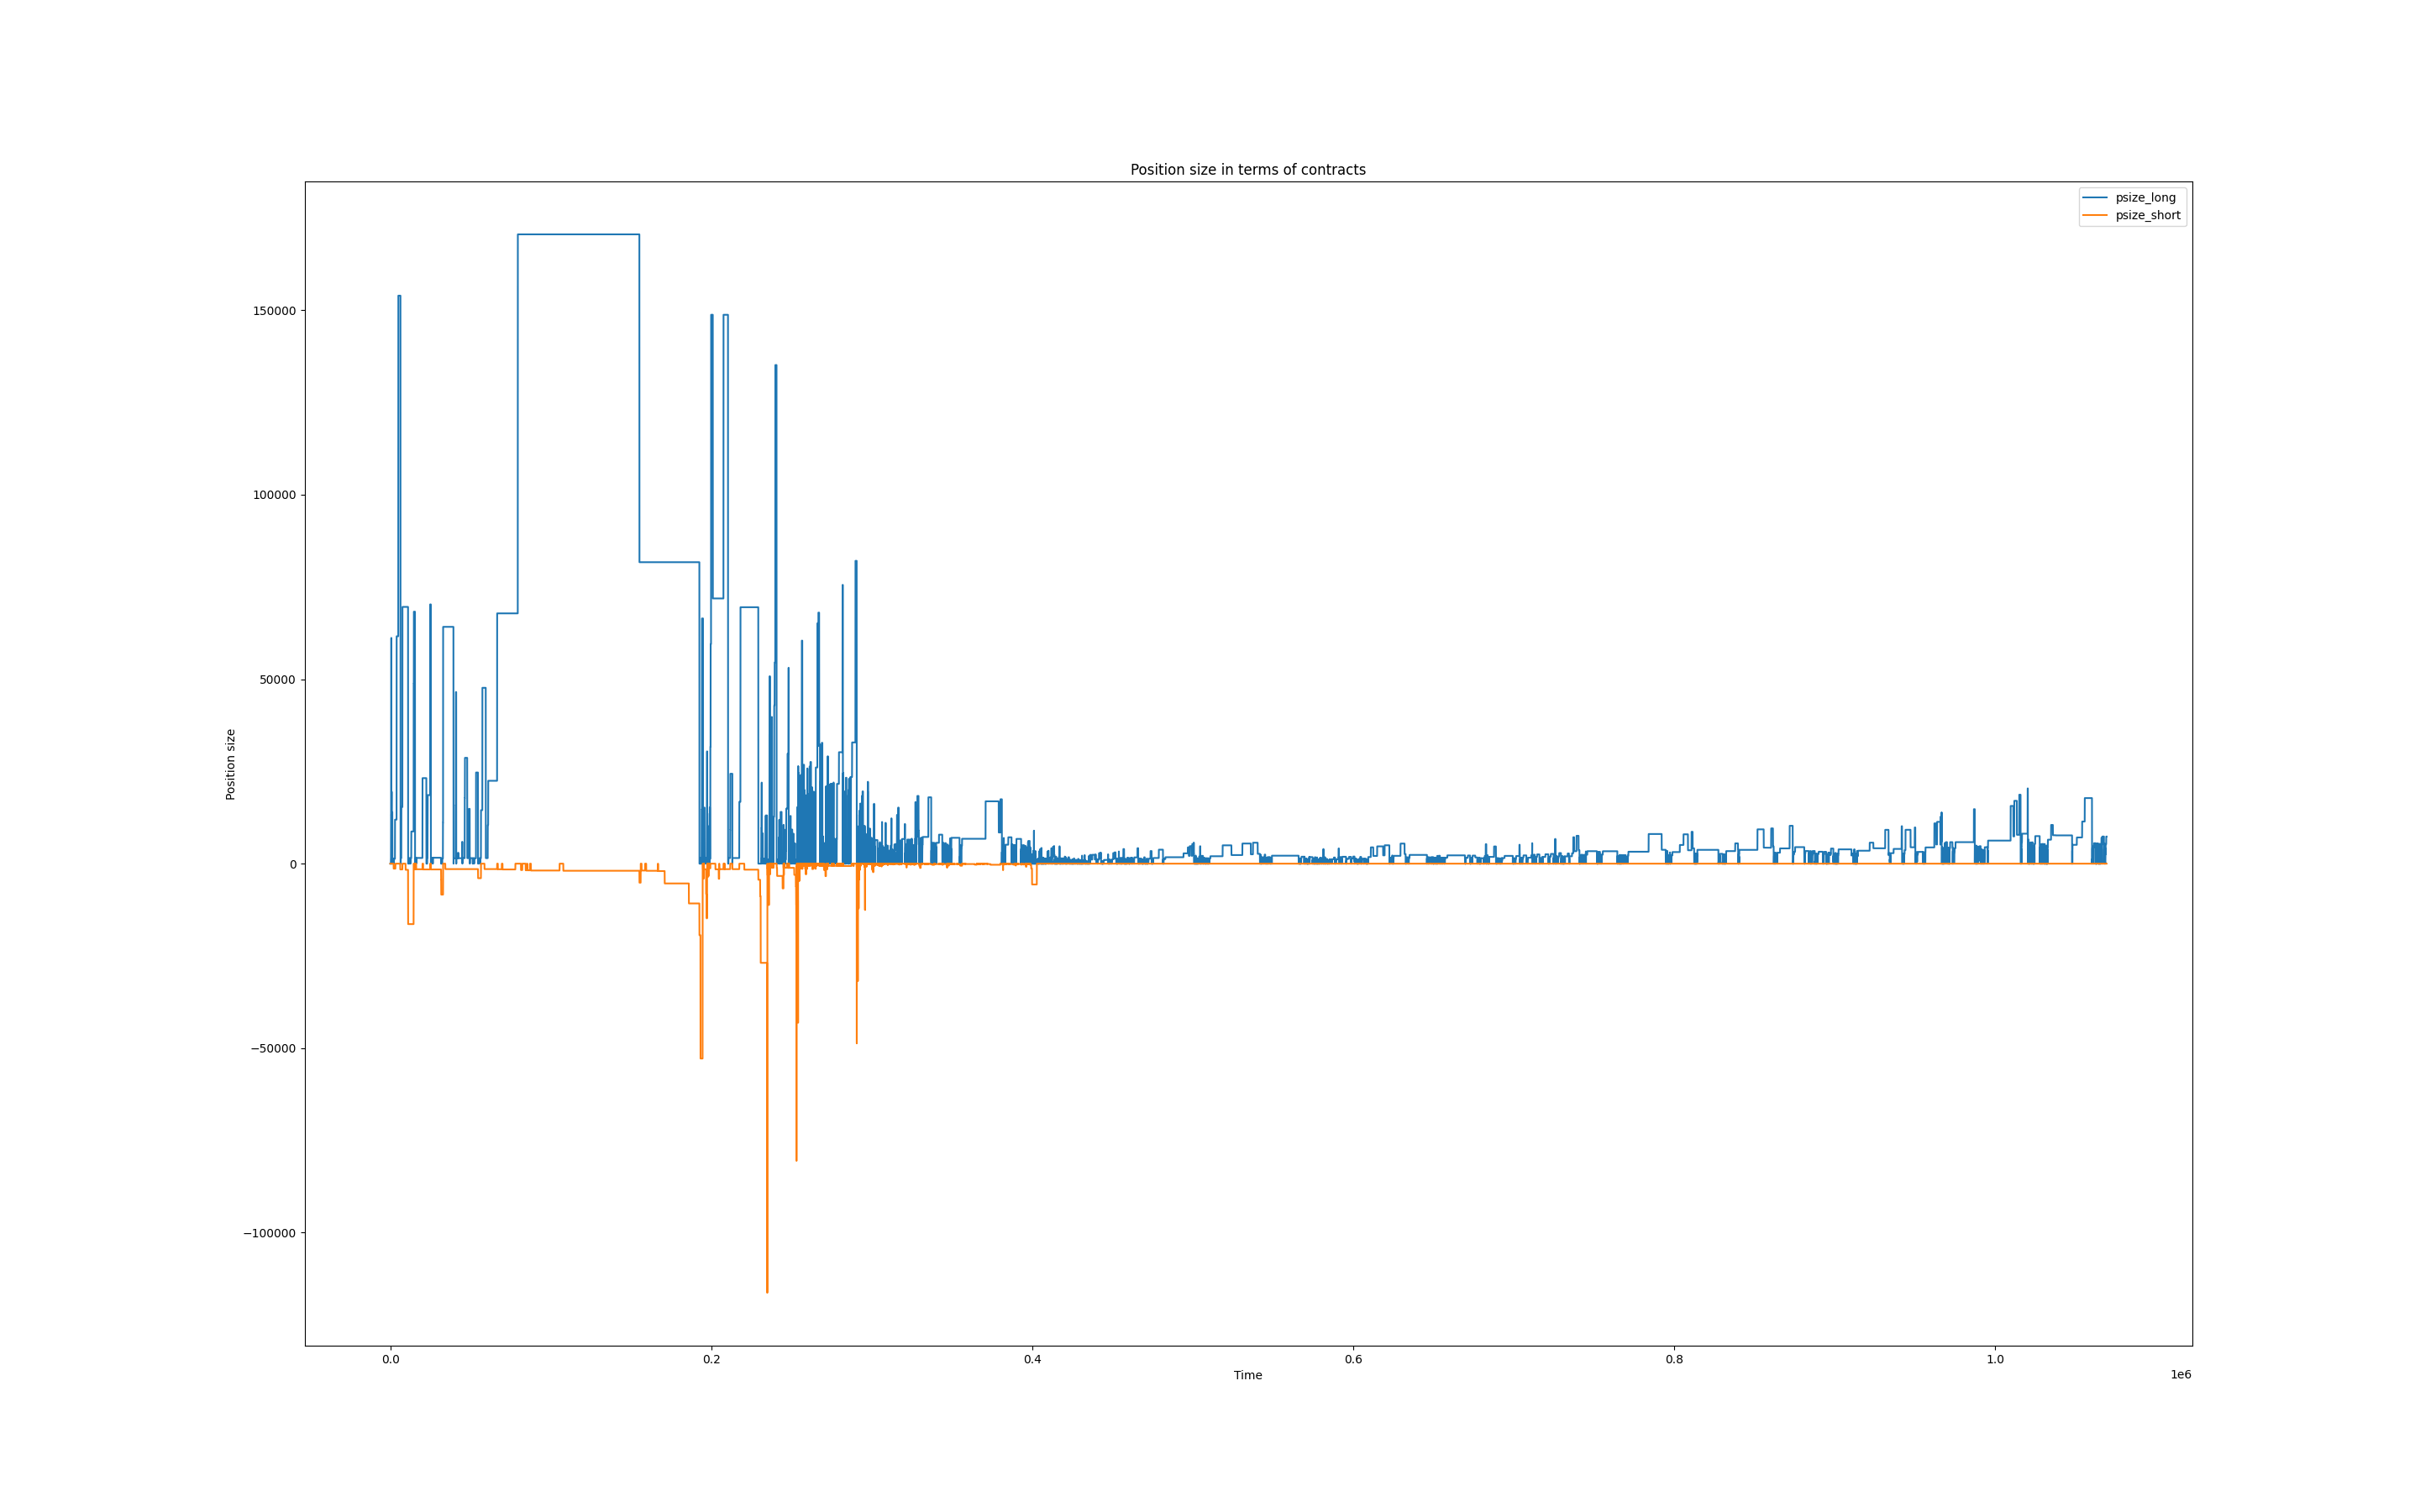 Position size in terms of contracts
psize_long
psize_short
150000
100000
50000
0
−50000
−100000
Position size
0.0
0.2
0.4
0.6
0.8
1.0
1e6
Time